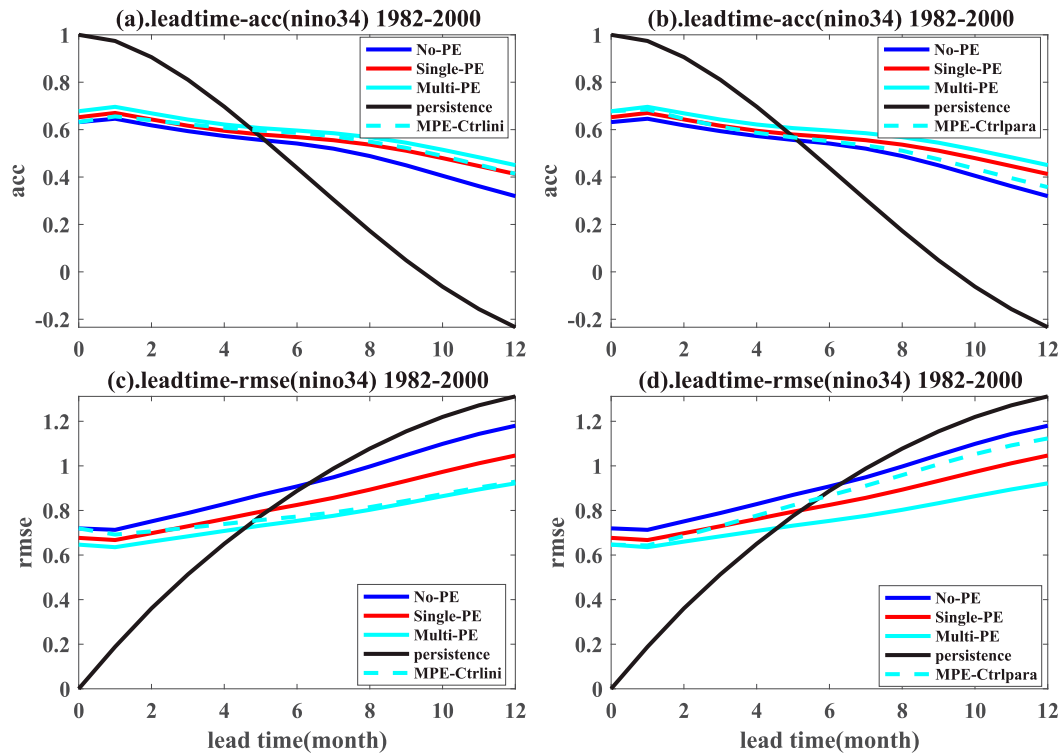 (a).leadtime-acc(nino34) 1982-2000
1
0.8
0.6
0.4
0.2
0
-0.2
acc
0 2 4 6 8 10 12
No-PE
Single-PE
Multi-PE
persistence
MPE-Ctrlini
(b).leadtime-acc(nino34) 1982-2000
1
0.8
0.6
0.4
0.2
0
-0.2
acc
0 2 4 6 8 10 12
No-PE
Single-PE
Multi-PE
persistence
MPE-Ctrlpara
(c).leadtime-rmse(nino34) 1982-2000
1.2
1
0.8
0.6
0.4
0.2
0
rmse
0 2 4 6 8 10 12
lead time(month)
No-PE
Single-PE
Multi-PE
persistence
MPE-Ctrlini
(d).leadtime-rmse(nino34) 1982-2000
1.2
1
0.8
0.6
0.4
0.2
0
rmse
0 2 4 6 8 10 12
lead time(month)
No-PE
Single-PE
Multi-PE
persistence
MPE-Ctrlpara